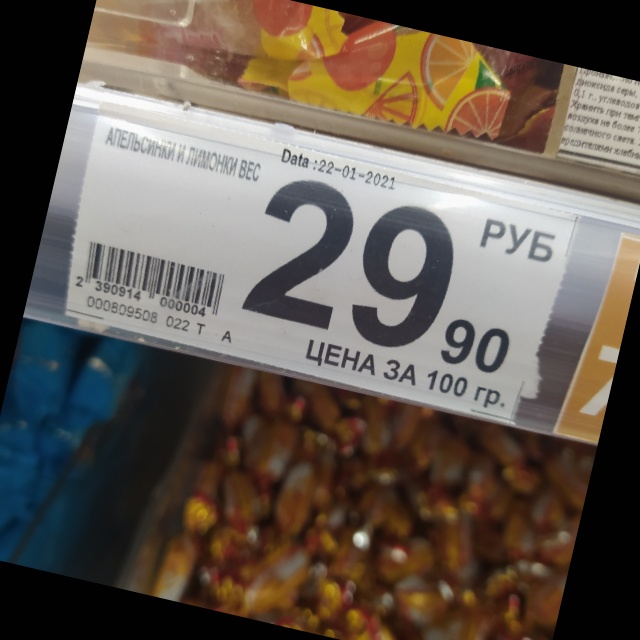 АПЕЛЬСИНКИ И ЛИМОНКИ ВЕС
Data :22-01-2021
29 90
РУБ
ЦЕНА ЗА 100 гр.
2 390914 000004
000809508 022 Т А
7